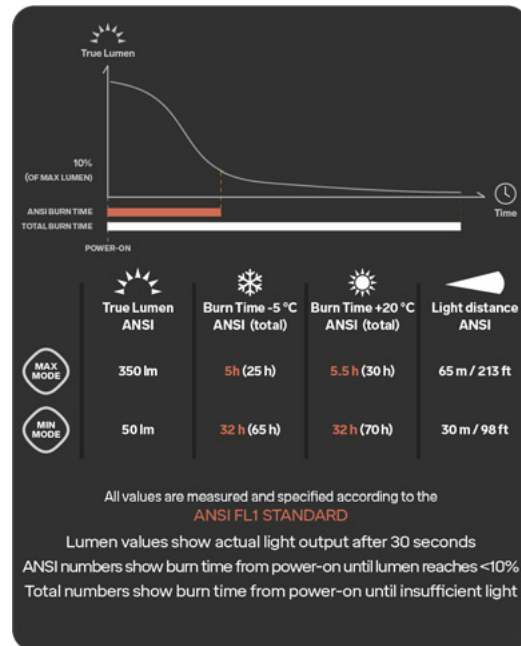 True Lumen
10%
(OF MAX LUMEN)
Time
ANSI BURN TIME
TOTAL BURN TIME
POWER-ON
True Lumen
ANSI
Burn Time -5 °C
ANSI (total)
Burn Time +20 °C
ANSI (total)
Light distance
ANSI
MAX
MODE
350 lm
5h (25 h)
5.5 h (30 h)
65 m / 213 ft
MIN
MODE
50 lm
32 h (65 h)
32 h (70 h)
30 m / 98 ft
All values are measured and specified according to the
ANSI FL1 STANDARD
Lumen values show actual light output after 30 seconds
ANSI numbers show burn time from power-on until lumen reaches <10%
Total numbers show burn time from power-on until insufficient light